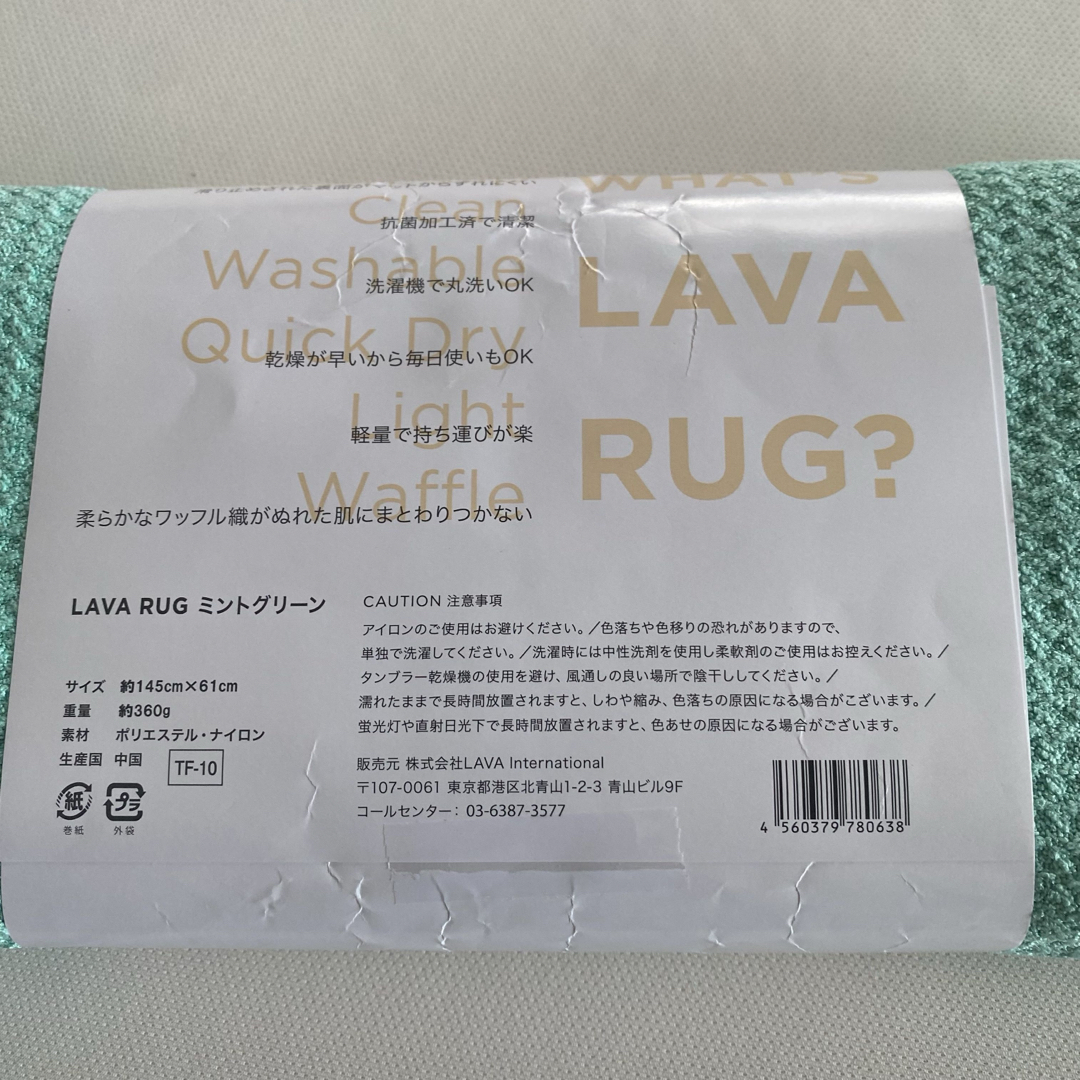 WHAT'S
LAVA
RUG?
Clean
抗菌加工済で清潔
Washable
洗濯機で丸洗いOK
Quick Dry
乾燥が早いから毎日使いもOK
Light
軽量で持ち運びが楽
Waffle
柔らかなワッフル織がぬれた肌にまとわりつかない
LAVA RUG ミントグリーン
サイズ 約145cm×61cm
重量 約360g
素材 ポリエステル・ナイロン
生産国 中国
TF-10
紙
巻紙
プラ
外袋
CAUTION 注意事項
アイロンのご使用はお避けください。／色落ちや色移りの恐れがありますので、
単独で洗濯してください。／洗濯時には中性洗剤を使用し柔軟剤のご使用はお控えください。／
タンブラー乾燥機の使用を避け、風通しの良い場所で陰干ししてください。／
濡れたままで長時間放置されますと、しわや縮み、色落ちの原因になる場合がこざいます。／
蛍光灯や直射日光下で長時間放置されますと、色あせの原因になる場合がございます。
販売元 株式会社LAVA International
〒107-0061 東京都港区北青山1-2-3 青山ビル9F
コールセンター： 03-6387-3577
4 560379 780638